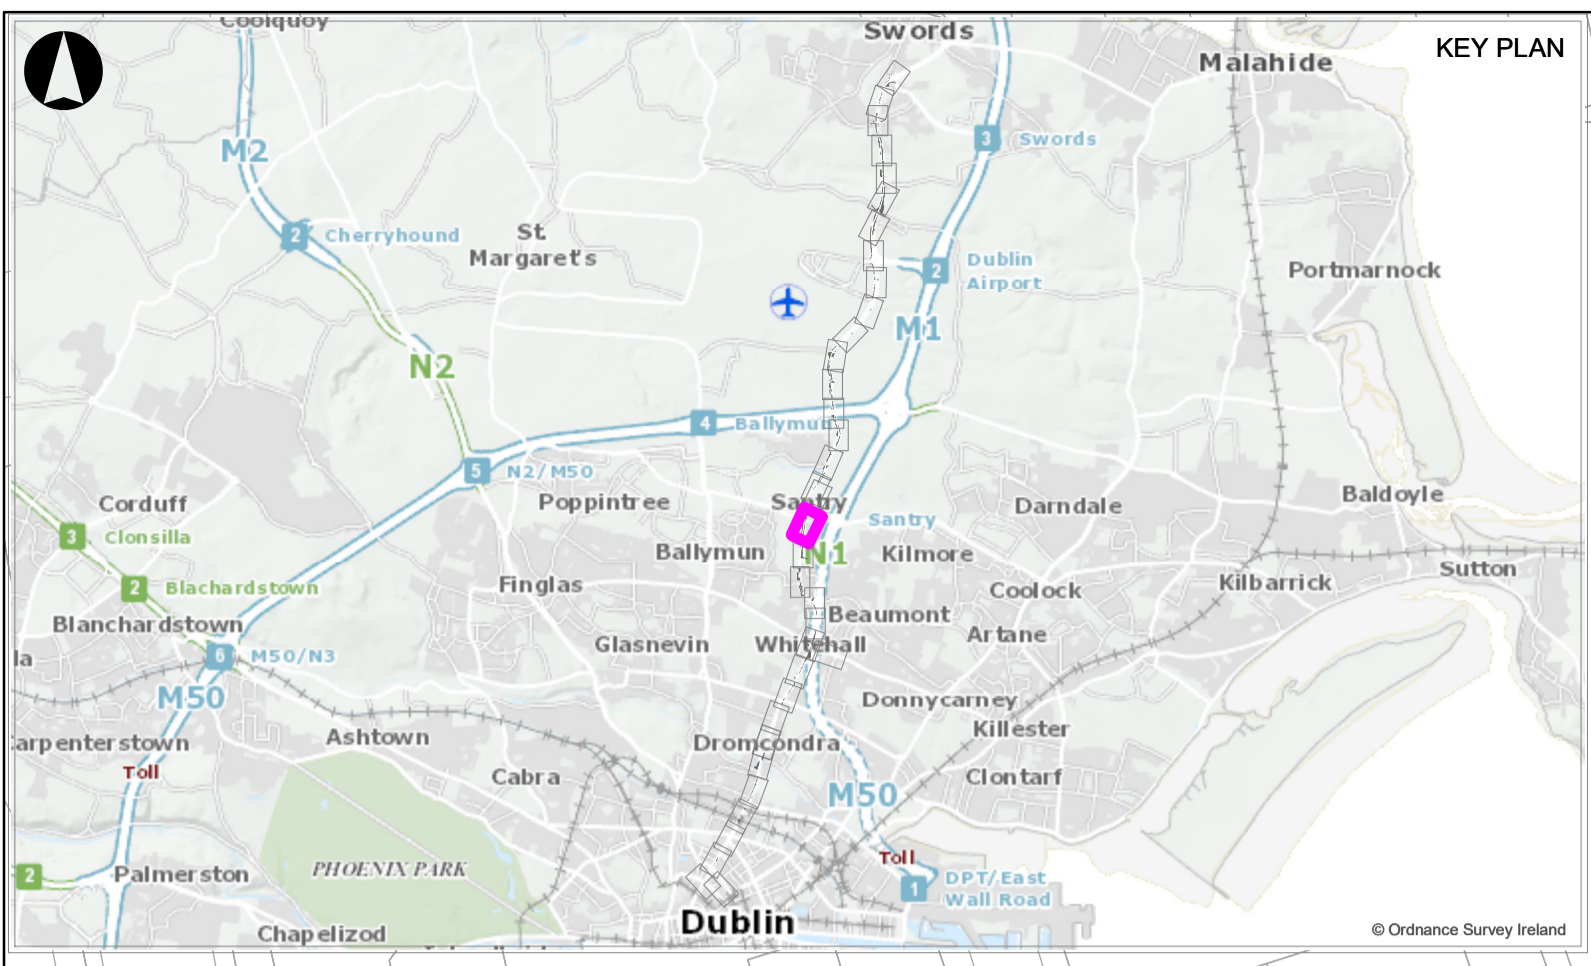 Coolquoy
Swords
KEY PLAN
Malahide
M2
3
Swords
2
Cherryhound
St.
Margaret's
Dublin
Airport
2
Portmarnock
M1
N2
4
Ballymun
5
N2/M50
Corduff
Poppintree
Santry
Santry
Darndale
Baldoyle
3
Clonsilla
Ballymun
N1
Kilmore
2
Blachardstown
Finglas
Coolock
Kilbarrick
Sutton
Blanchardstown
Beaumont
Artane
la
6
M50/N3
Glasnevin
Whitehall
M50
Donnycarney
Killester
arpenterstown
Ashtown
Dromcondra
Toll
Cabra
Clontarf
M50
PHOENIX PARK
Toll
2
Palmerston
1
DPT/East
Wall Road
Dublin
Chapelizod
© Ordnance Survey Ireland